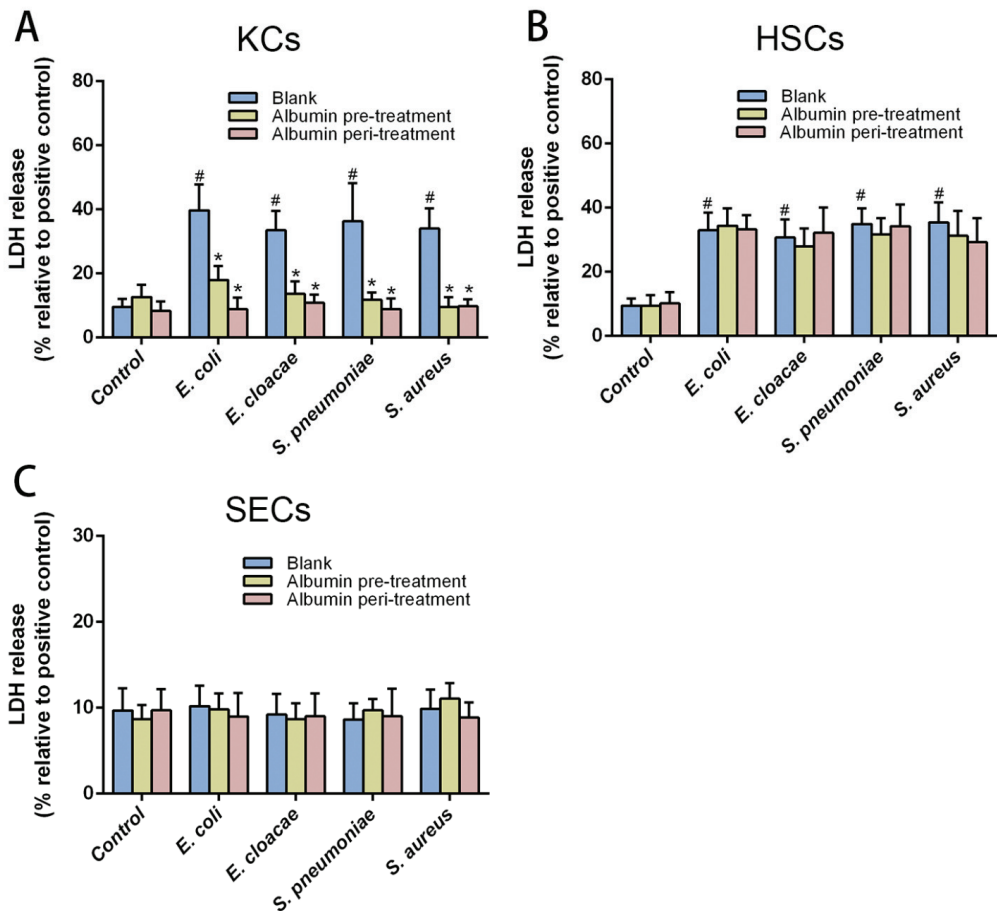 A
KCs
LDH release
(% relative to positive control)
80
60
40
20
0
Blank
Albumin pre-treatment
Albumin peri-treatment
#
#
#
#
*
*
*
*
*
*
*
*
Control
E. coli
E. cloacae
S. pneumoniae
S. aureus
B
HSCs
LDH release
(% relative to positive control)
80
60
40
20
0
Blank
Albumin pre-treatment
Albumin peri-treatment
#
#
#
#
Control
E. coli
E. cloacae
S. pneumoniae
S. aureus
C
SECs
LDH release
(% relative to positive control)
30
20
10
0
Blank
Albumin pre-treatment
Albumin peri-treatment
Control
E. coli
E. cloacae
S. pneumoniae
S. aureus